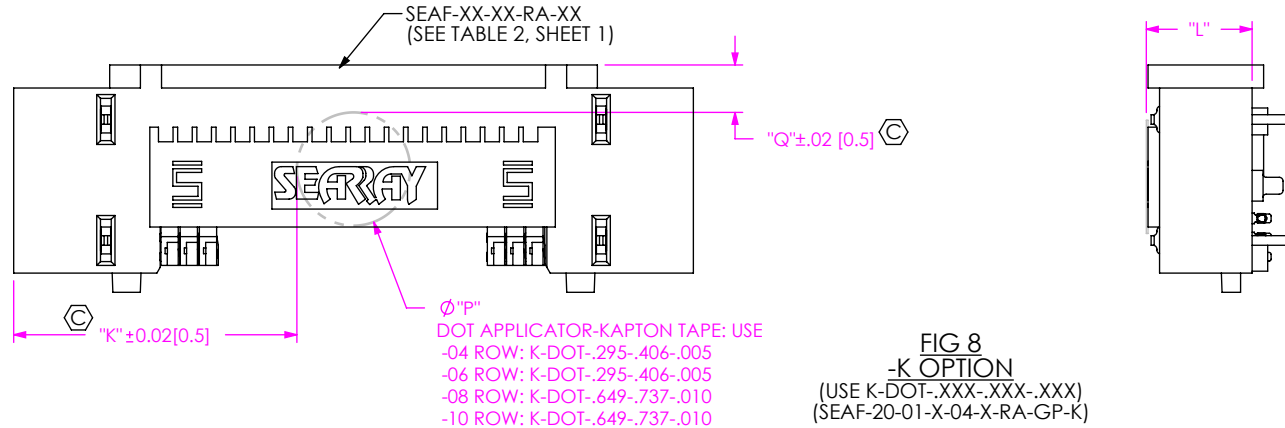 SEAF-XX-XX-RA-XX
(SEE TABLE 2, SHEET 1)
"L"
"Q"±.02 [0.5] C
SEARRAY
C
"K"±0.02[0.5]
Ø"P"
DOT APPLICATOR-KAPTON TAPE: USE
-04 ROW: K-DOT-.295-.406-.005
-06 ROW: K-DOT-.295-.406-.005
-08 ROW: K-DOT-.649-.737-.010
-10 ROW: K-DOT-.649-.737-.010
FIG 8
-K OPTION
(USE K-DOT-.XXX-.XXX-.XXX)
(SEAF-20-01-X-04-X-RA-GP-K)